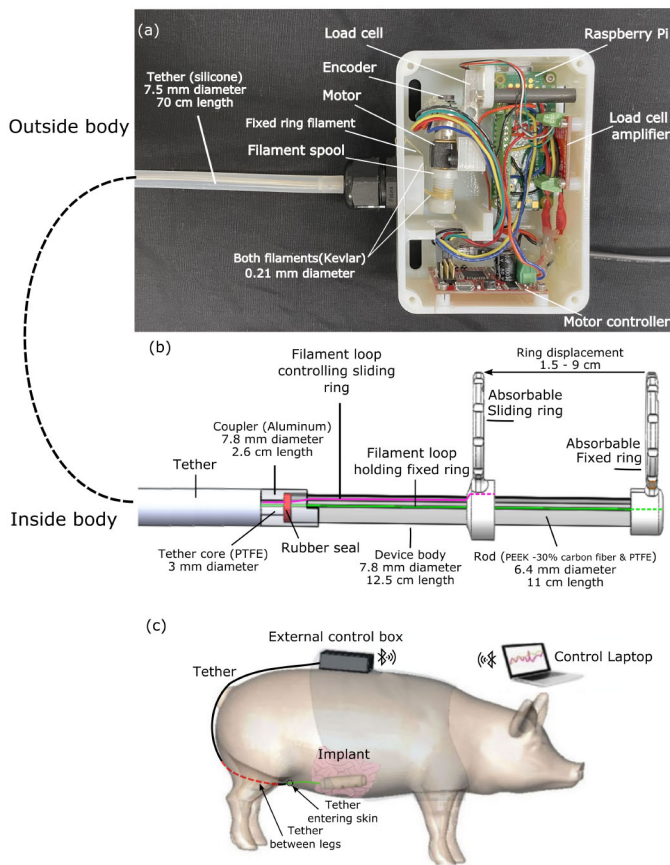 (a)
Load cell
Raspberry Pi
Encoder
Tether (silicone)
7.5 mm diameter
70 cm length
Motor
Load cell
amplifier
Fixed ring filament
Outside body
Filament spool
Both filaments(Kevlar)
0.21 mm diameter
Motor controller
(b)
Filament loop
controlling sliding
ring
Ring displacement
1.5 - 9 cm
Absorbable
Sliding ring
Coupler (Aluminum)
7.8 mm diameter
2.6 cm length
Filament loop
holding fixed ring
Absorbable
Fixed ring
Tether
Inside body
Tether core (PTFE)
3 mm diameter
Rubber seal
Device body
7.8 mm diameter
12.5 cm length
Rod (PEEK -30% carbon fiber & PTFE)
6.4 mm diameter
11 cm length
(c)
External control box
Tether
Control Laptop
Implant
Tether
entering skin
Tether
between legs